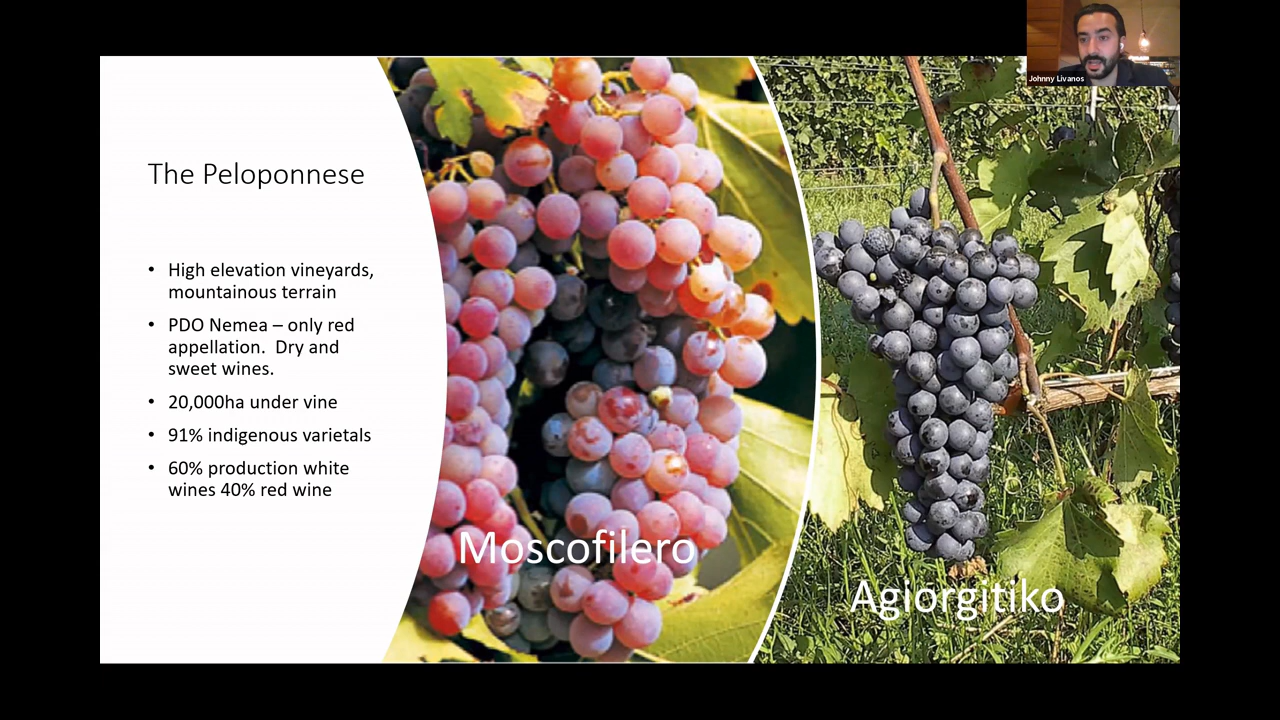 Johnny Livanos
The Peloponnese
• High elevation vineyards,
mountainous terrain
• PDO Nemea – only red
appellation.  Dry and
sweet wines.
• 20,000ha under vine
• 91% indigenous varietals
• 60% production white
wines 40% red wine
Moscofilero
Agiorgitiko